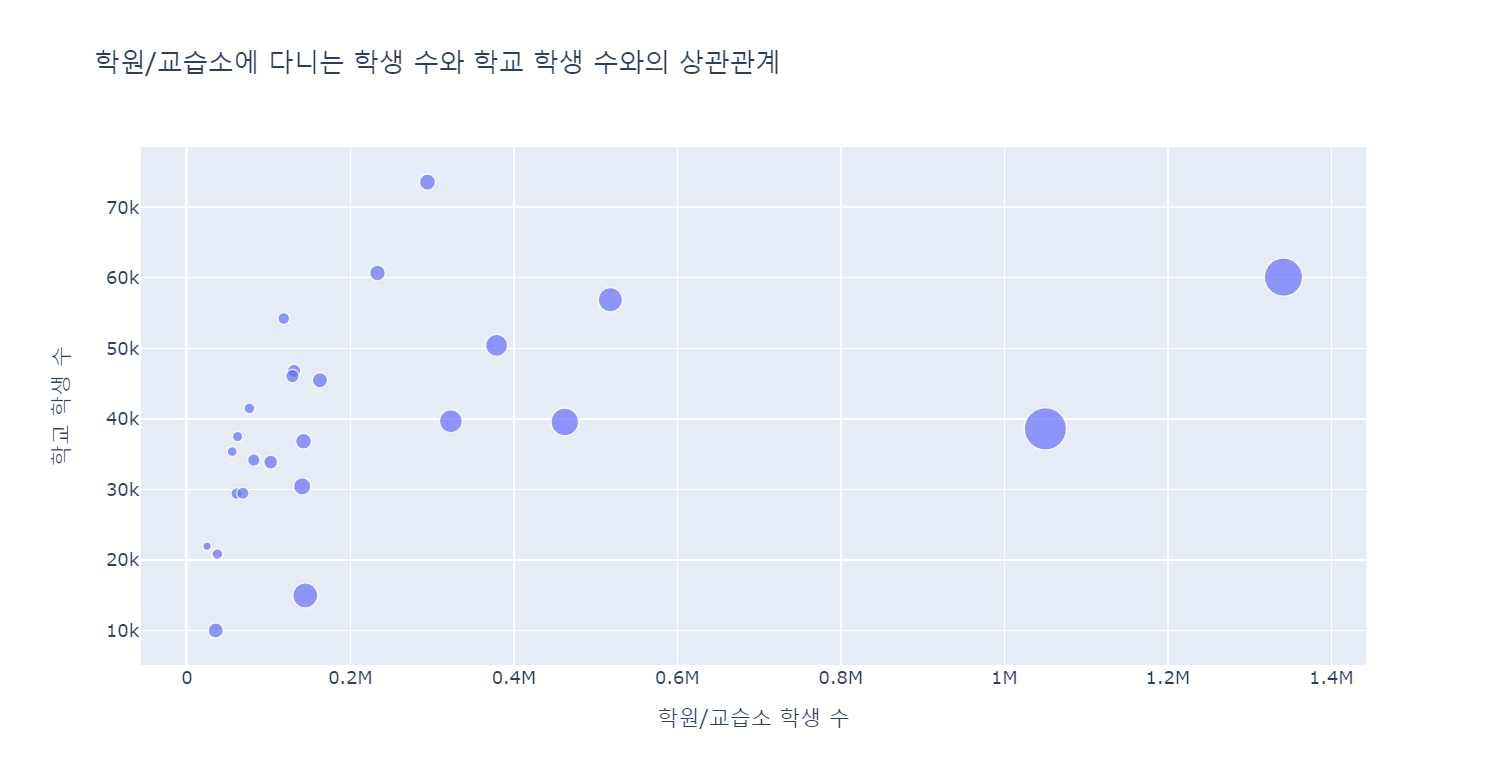 학원/교습소에 다니는 학생 수와 학교 학생 수와의 상관관계
학교 학생 수
70k
60k
50k
40k
30k
20k
10k
0
0.2M
0.4M
0.6M
0.8M
1M
1.2M
1.4M
학원/교습소 학생 수